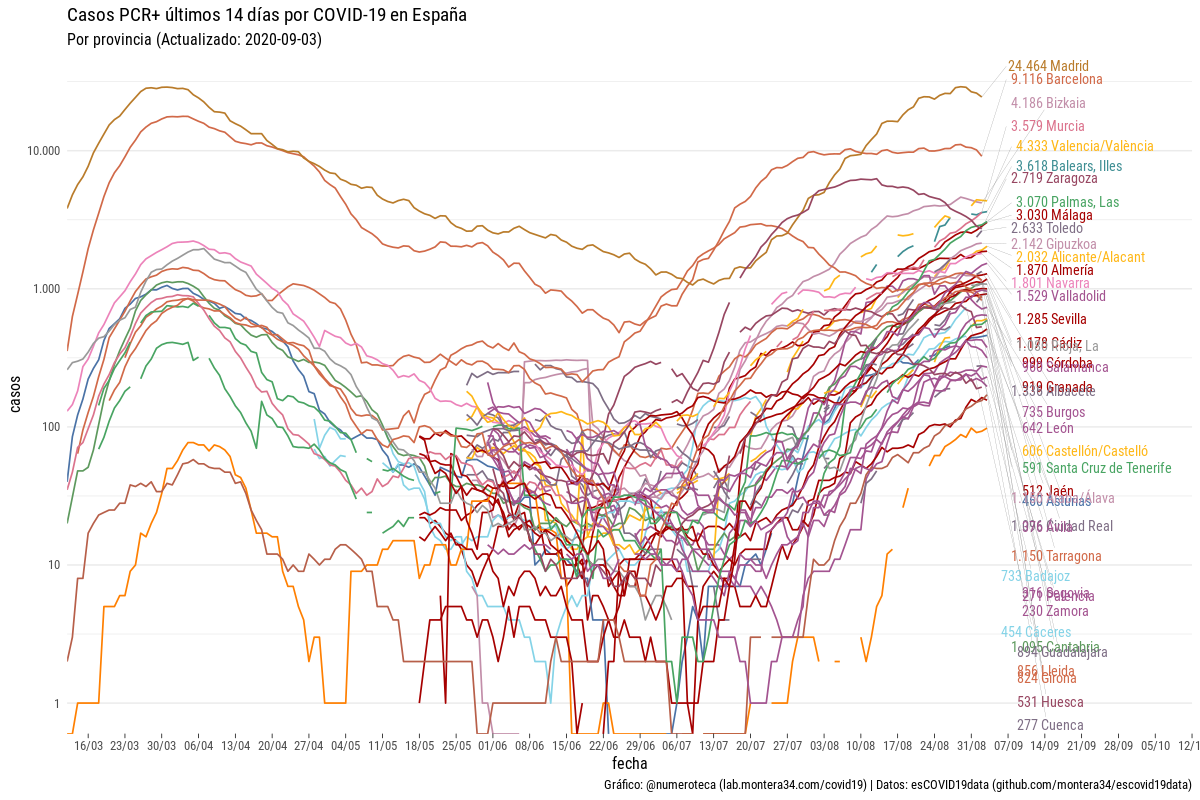 Casos PCR+ últimos 14 días por COVID-19 en España
Por provincia (Actualizado: 2020-09-03)
24.464 Madrid
9.116 Barcelona
4.186 Bizkaia
3.579 Murcia
4.333 Valencia/València
3.618 Balears, Illes
2.719 Zaragoza
3.070 Palmas, Las
3.030 Málaga
2.633 Toledo
2.142 Gipuzkoa
2.032 Alicante/Alacant
1.870 Almería
1.801 Navarra
1.529 Valladolid
1.285 Sevilla
1.178 Cádiz
La
999 Córdoba
Salamanca
919 Granada
Albacete
735 Burgos
642 León
606 Castellón/Castelló
591 Santa Cruz de Tenerife
512 Jaén
460 Asturias
Ciudad Real
1.150 Tarragona
733 Badajoz
Segovia
271 Palencia
230 Zamora
454 Cáceres
1.095 Cantabria
894 Guadalajara
856 Lleida
824 Girona
531 Huesca
277 Cuenca
10.000
1.000
100
10
1
casos
16/03 23/03 30/03 06/04 13/04 20/04 27/04 04/05 11/05 18/05 25/05 01/06 08/06 15/06 22/06 29/06 06/07 13/07 20/07 27/07 03/08 10/08 17/08 24/08 31/08 07/09 14/09 21/09 28/09 05/10 12/1
fecha
Gráfico: @numeroteca (lab.montera34.com/covid19) | Datos: esCOVID19data (github.com/montera34/escovid19data)